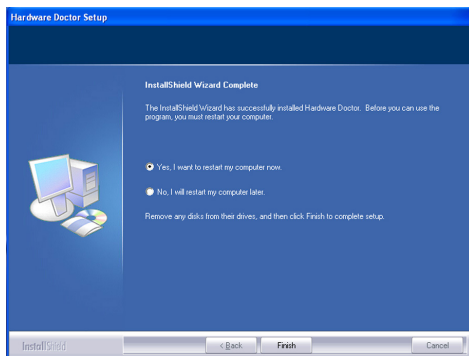 Hardware Doctor Setup
InstallShield Wizard Complete
The InstallShield Wizard has successfully installed Hardware Doctor. Before you can use the
program, you must restart your computer.
Yes, I want to restart my computer now.
No, I will restart my computer later.
Remove any disks from their drives, and then click Finish to complete setup.
InstallShield
< Back
Finish
Cancel